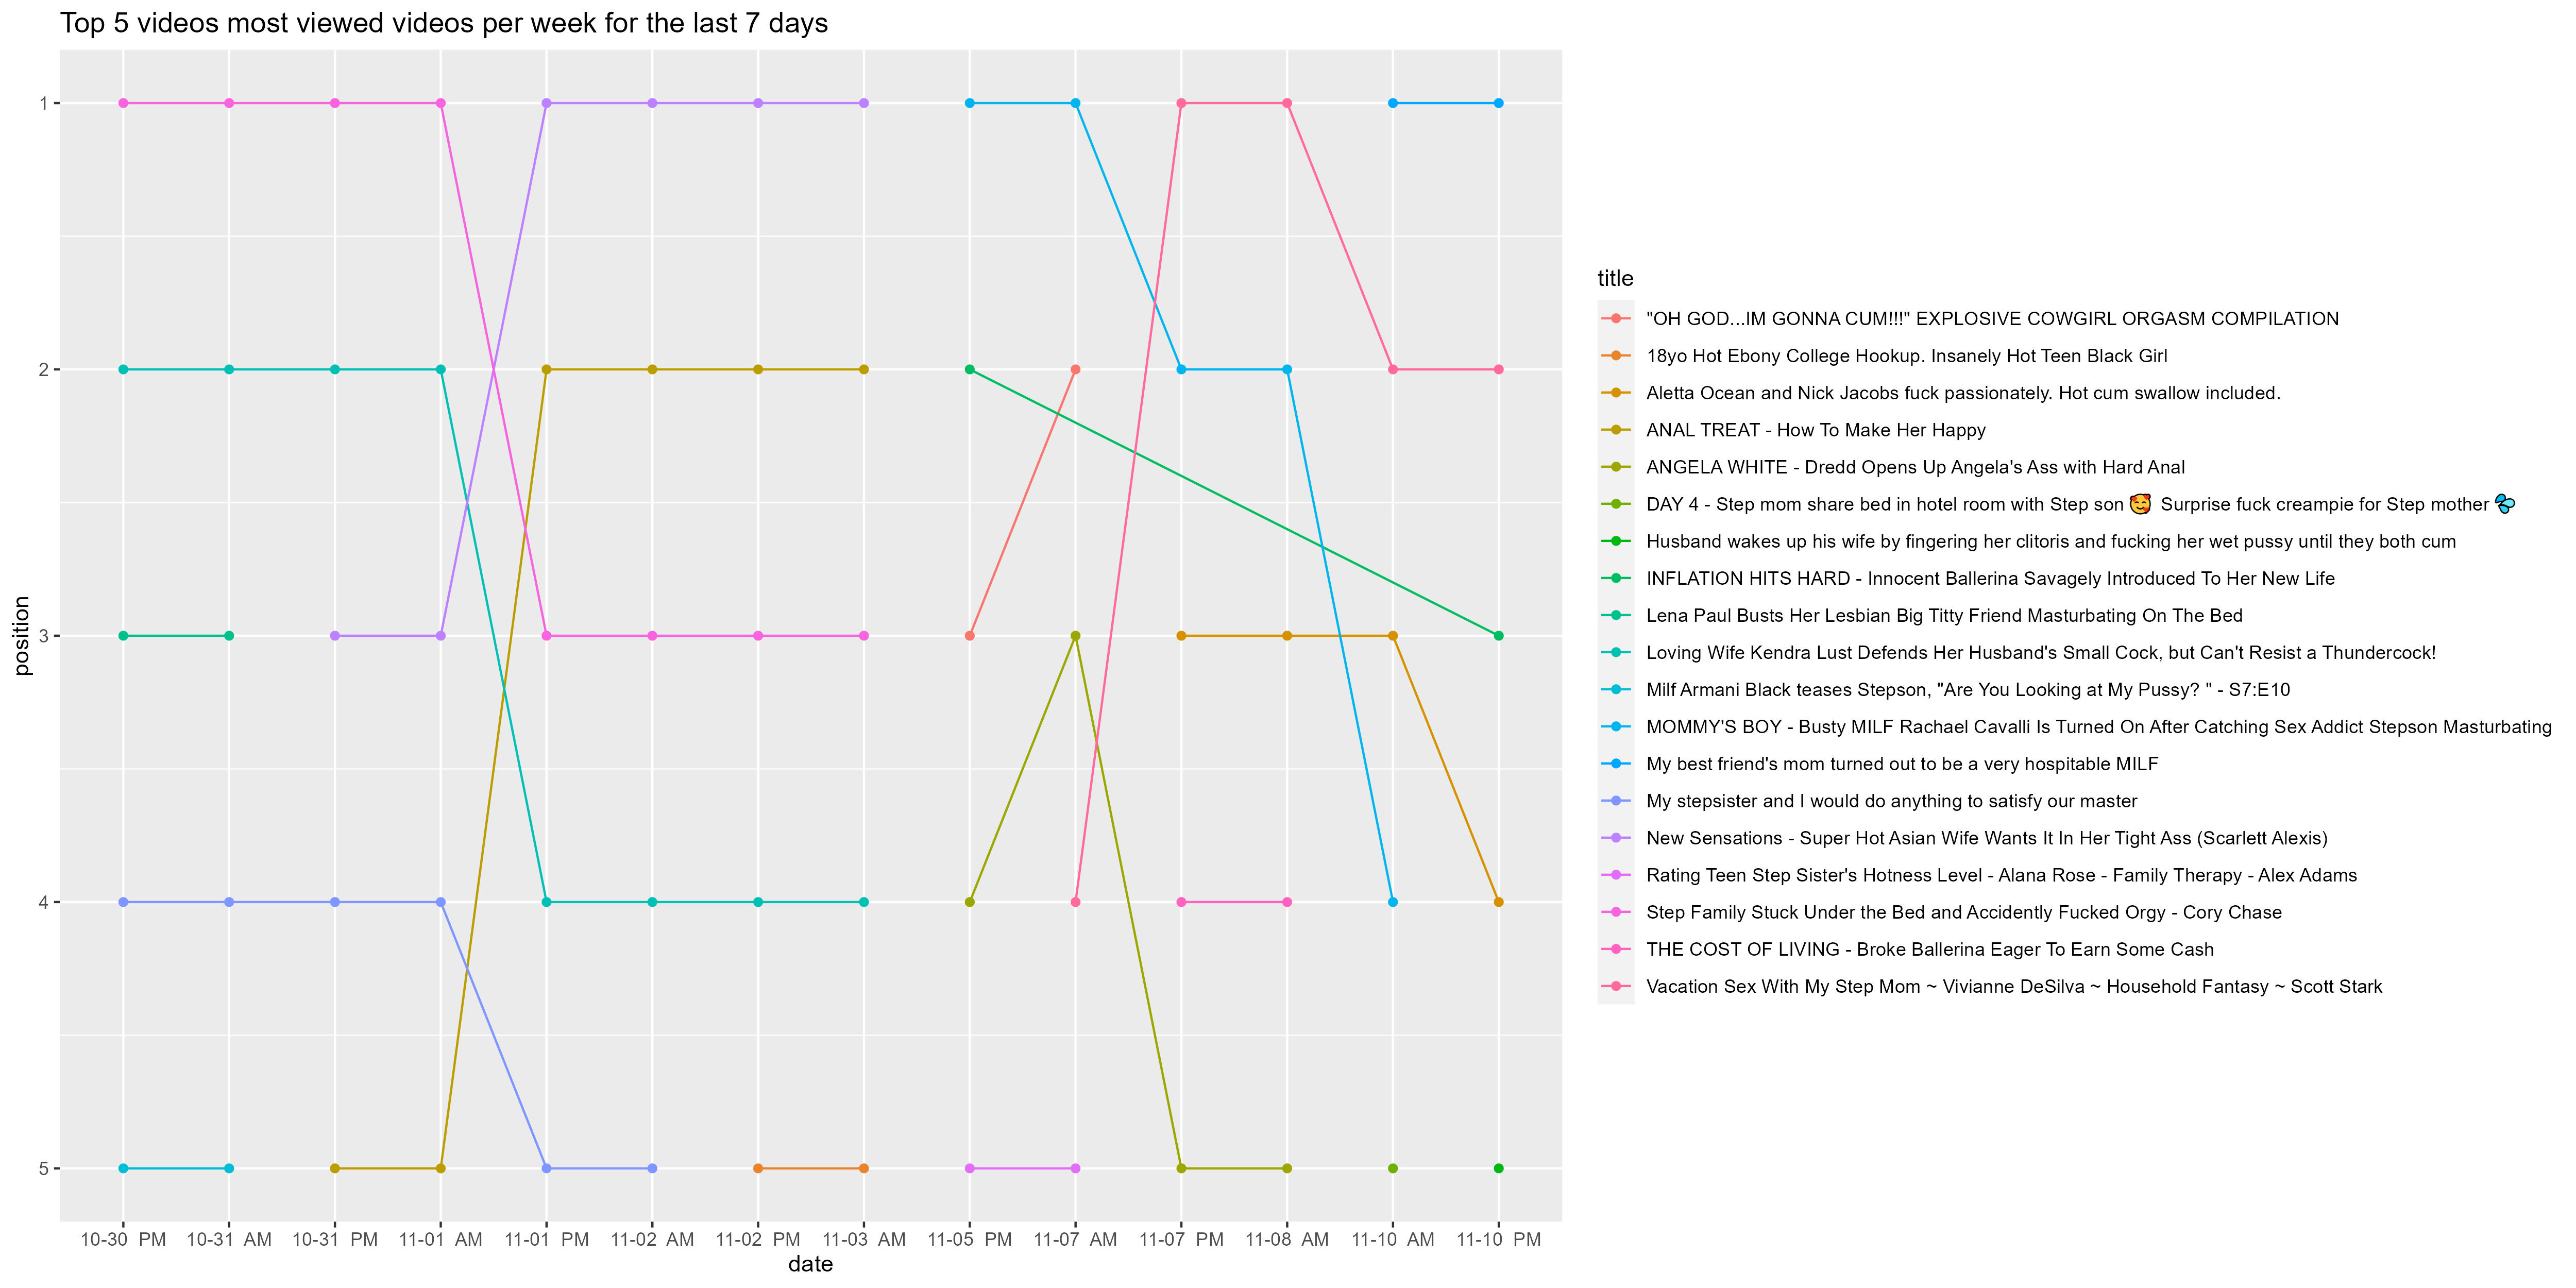 Top 5 videos most viewed videos per week for the last 7 days
position
1
2
3
4
5
10-30 PM 10-31 AM 10-31 PM 11-01 AM 11-01 PM 11-02 AM 11-02 PM 11-03 AM 11-05 PM 11-07 AM 11-07 PM 11-08 AM 11-10 AM 11-10 PM
date
title
"OH GOD...IM GONNA CUM!!!" EXPLOSIVE COWGIRL ORGASM COMPILATION
18yo Hot Ebony College Hookup. Insanely Hot Teen Black Girl
Aletta Ocean and Nick Jacobs fuck passionately. Hot cum swallow included.
ANAL TREAT - How To Make Her Happy
ANGELA WHITE - Dredd Opens Up Angela's Ass with Hard Anal
DAY 4 - Step mom share bed in hotel room with Step son 🥰 Surprise fuck creampie for Step mother 💦
Husband wakes up his wife by fingering her clitoris and fucking her wet pussy until they both cum
INFLATION HITS HARD - Innocent Ballerina Savagely Introduced To Her New Life
Lena Paul Busts Her Lesbian Big Titty Friend Masturbating On The Bed
Loving Wife Kendra Lust Defends Her Husband's Small Cock, but Can't Resist a Thundercock!
Milf Armani Black teases Stepson, "Are You Looking at My Pussy? " - S7:E10
MOMMY'S BOY - Busty MILF Rachael Cavalli Is Turned On After Catching Sex Addict Stepson Masturbating
My best friend's mom turned out to be a very hospitable MILF
My stepsister and I would do anything to satisfy our master
New Sensations - Super Hot Asian Wife Wants It In Her Tight Ass (Scarlett Alexis)
Rating Teen Step Sister's Hotness Level - Alana Rose - Family Therapy - Alex Adams
Step Family Stuck Under the Bed and Accidently Fucked Orgy - Cory Chase
THE COST OF LIVING - Broke Ballerina Eager To Earn Some Cash
Vacation Sex With My Step Mom ~ Vivianne DeSilva ~ Household Fantasy ~ Scott Stark